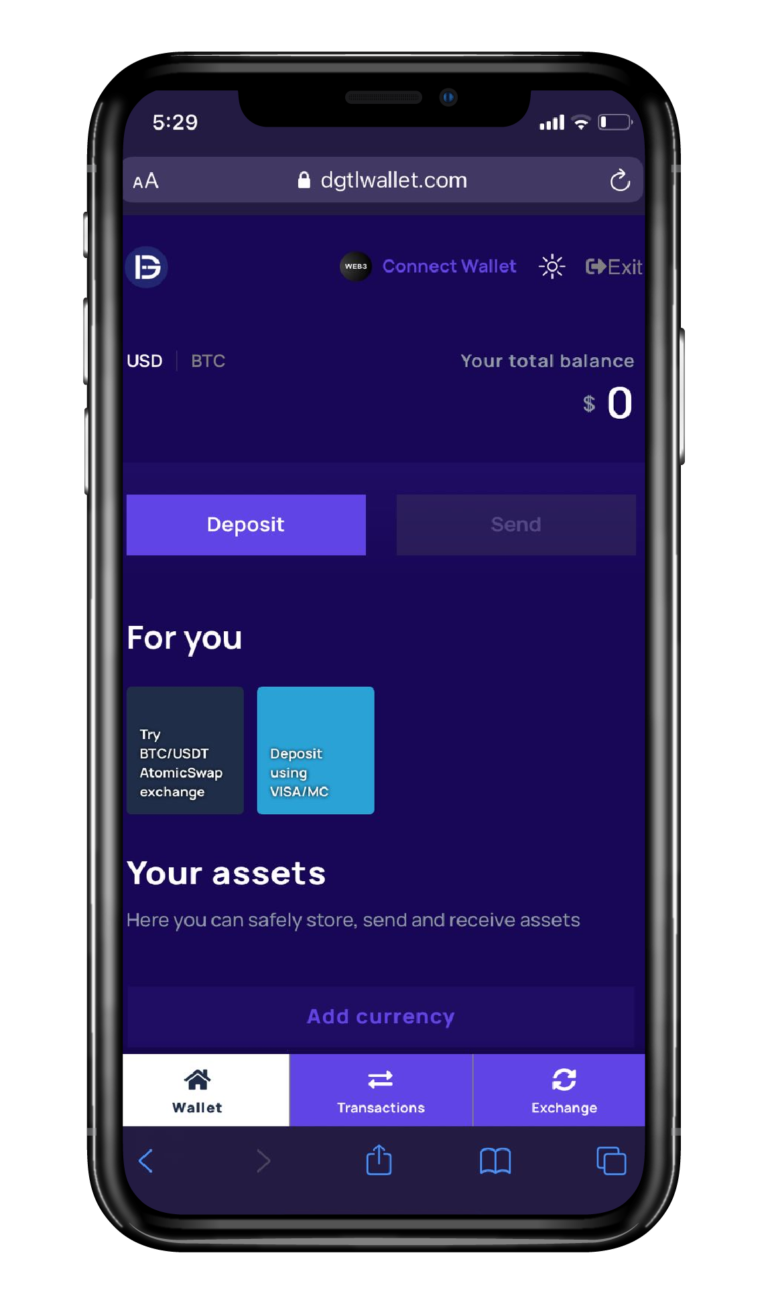 5:29
AA dgtlwallet.com
WEB3 Connect Wallet Exit
USD BTC Your total balance
$ 0
Deposit Send
For you
Try
BTC/USDT
AtomicSwap
exchange
Deposit
using
VISA/MC
Your assets
Here you can safely store, send and receive assets
Add currency
Wallet Transactions Exchange